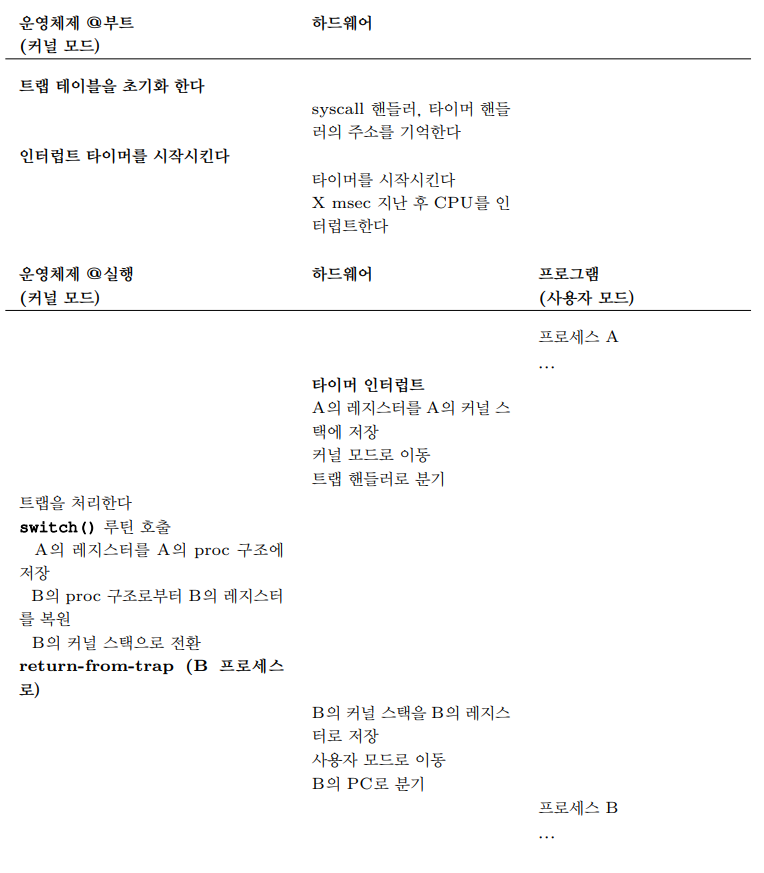 운영체제 @부트 하드웨어
(커널 모드)
트랩 테이블을 초기화 한다
syscall 핸들러, 타이머 핸들
러의 주소를 기억한다
인터럽트 타이머를 시작시킨다
타이머를 시작시킨다
X msec 지난 후 CPU를 인
터럽트한다
운영체제 @실행 하드웨어 프로그램
(커널 모드) (사용자 모드)
프로세스 A
...
타이머 인터럽트
A의 레지스터를 A의 커널 스
택에 저장
커널 모드로 이동
트랩 핸들러로 분기
트랩을 처리한다
switch() 루틴 호출
A의 레지스터를 A의 proc 구조에
저장
B의 proc 구조로부터 B의 레지스터
를 복원
B의 커널 스택으로 전환
return-from-trap (B 프로세스
로)
B의 커널 스택을 B의 레지스
터로 저장
사용자 모드로 이동
B의 PC로 분기
프로세스 B
...